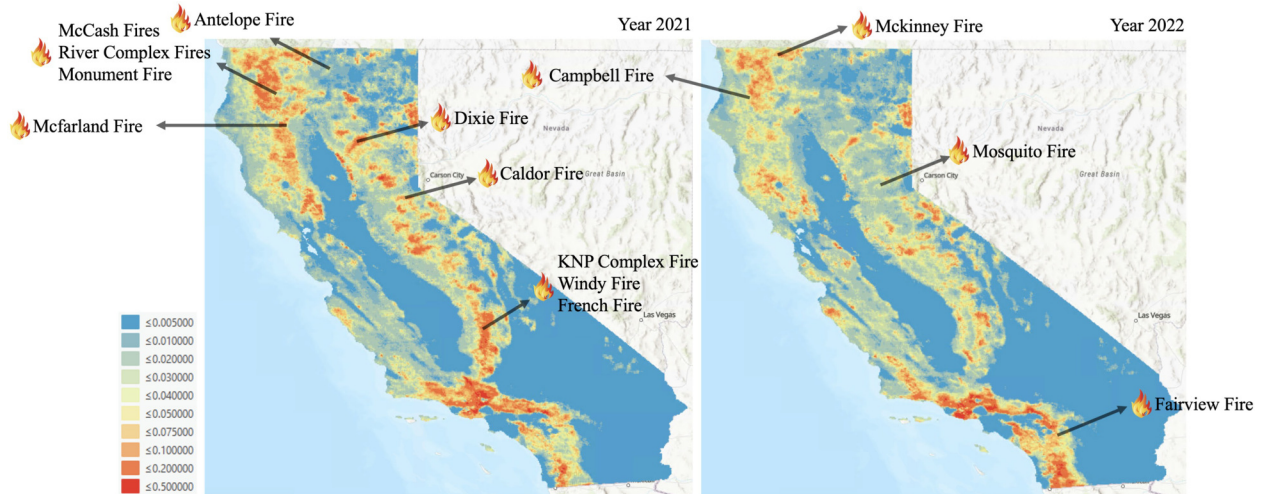 Antelope Fire
Year 2021
McCash Fires
River Complex Fires
Monument Fire
Mcfarland Fire
Dixie Fire
Nevada
Carson City
Great Basin
Caldor Fire
KNP Complex Fire
Windy Fire
French Fire
Las Vegas
≤0.005000
≤0.010000
≤0.020000
≤0.030000
≤0.040000
≤0.050000
≤0.075000
≤0.100000
≤0.200000
≤0.500000
Mckinney Fire
Year 2022
Campbell Fire
Nevada
Mosquito Fire
Carson City
Great Basin
Las Vegas
Fairview Fire